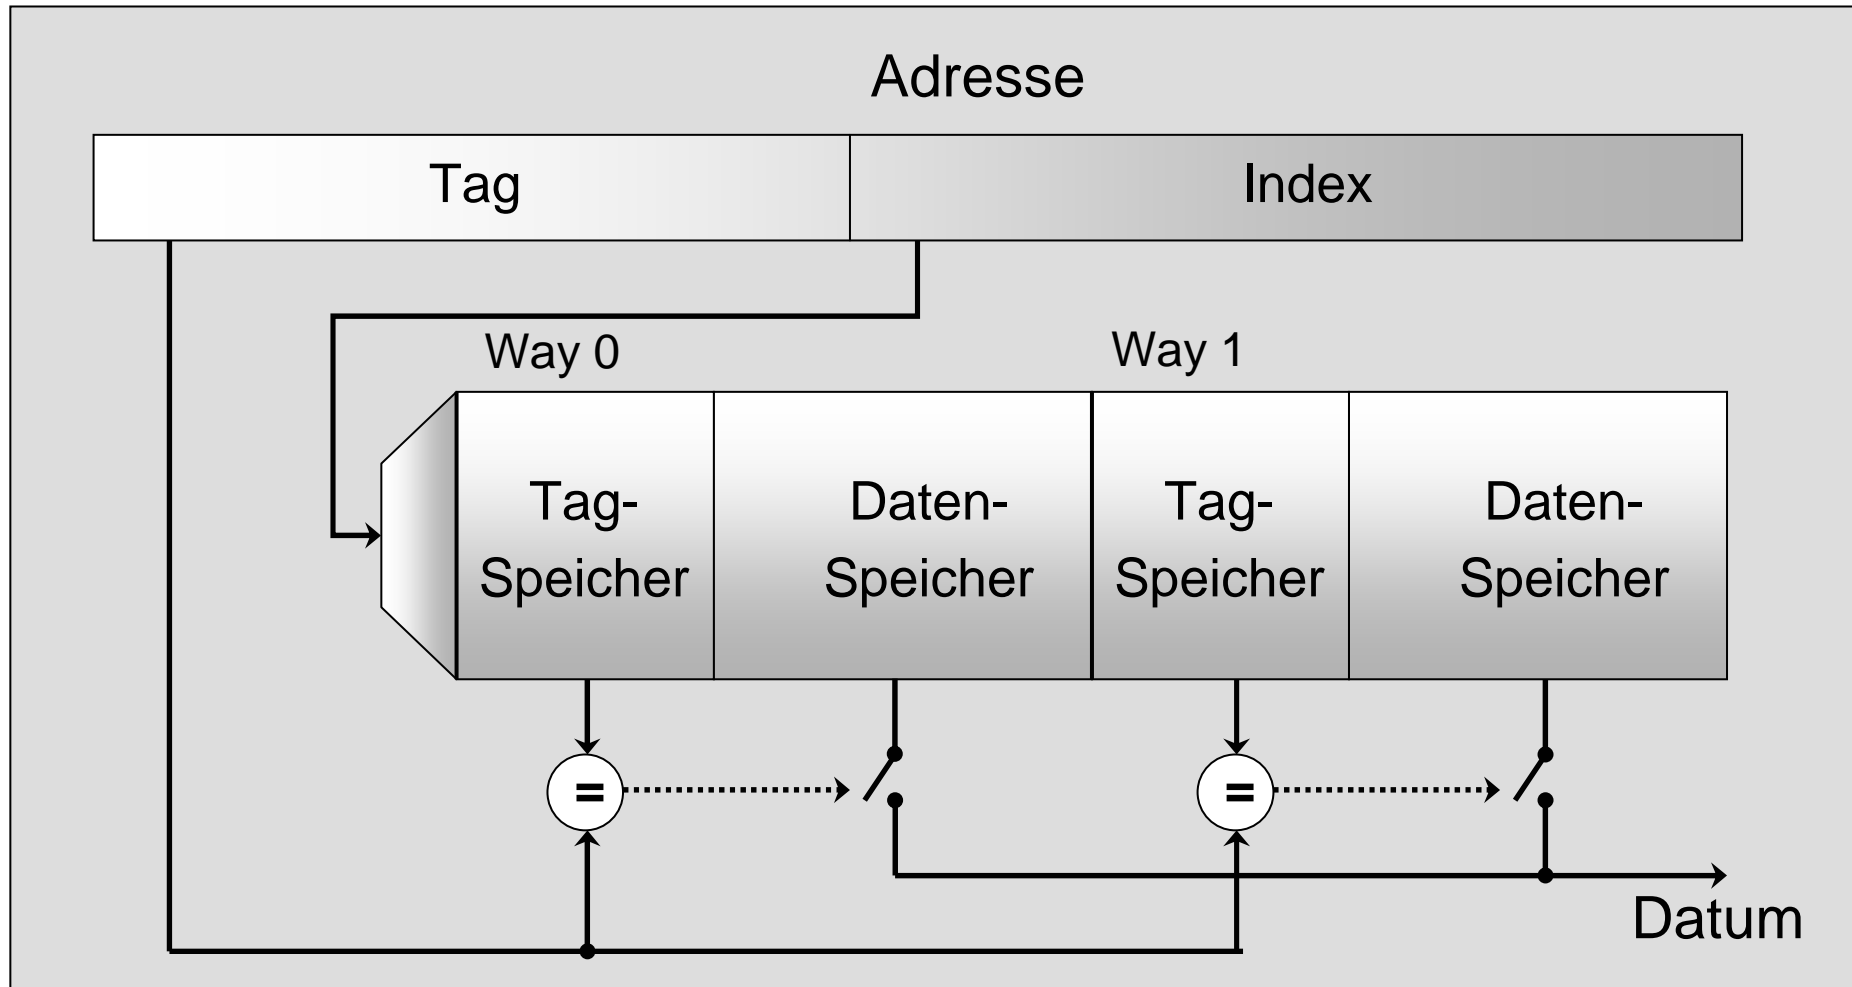 Adresse
Tag
Index
Way 0
Way 1
Tag-
Speicher
Daten-
Speicher
Tag-
Speicher
Daten-
Speicher
=
=
Datum